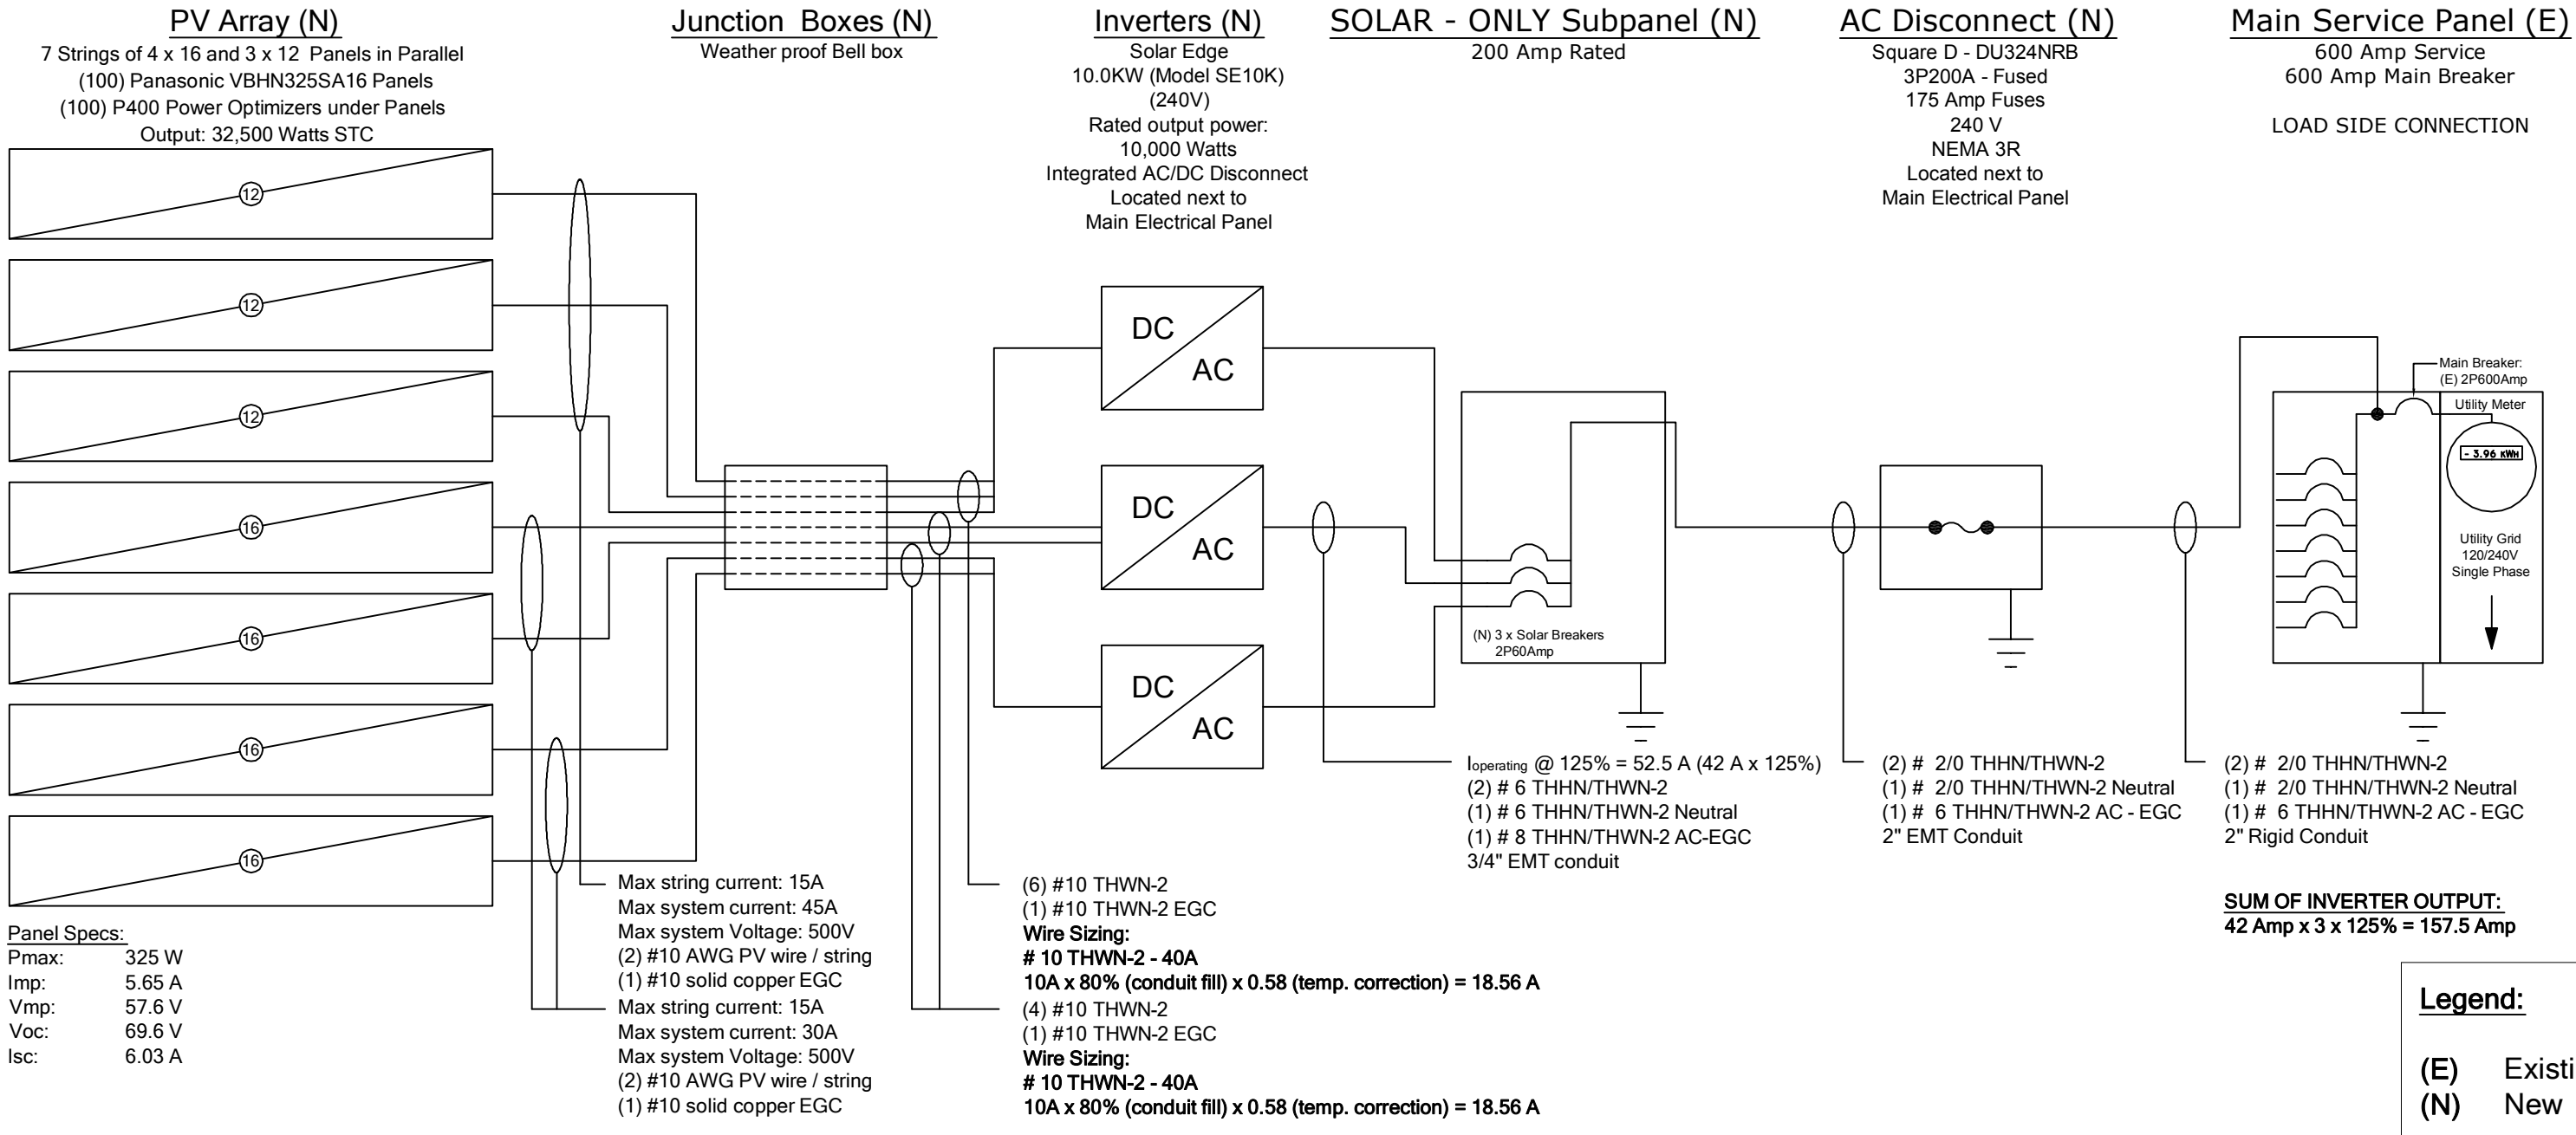 PV Array (N)
7 Strings of 4 x 16 and 3 x 12 Panels in Parallel
(100) Panasonic VBHN325SA16 Panels
(100) P400 Power Optimizers under Panels
Output: 32,500 Watts STC
Junction Boxes (N)
Weather proof Bell box
Inverters (N)
Solar Edge
10.0KW (Model SE10K)
(240V)
Rated output power:
10,000 Watts
Integrated AC/DC Disconnect
Located next to
Main Electrical Panel
SOLAR - ONLY Subpanel (N)
200 Amp Rated
AC Disconnect (N)
Square D - DU324NRB
3P200A - Fused
175 Amp Fuses
240 V
NEMA 3R
Located next to
Main Electrical Panel
Main Service Panel (E)
600 Amp Service
600 Amp Main Breaker
LOAD SIDE CONNECTION
12
12
12
16
16
16
16
DC
AC
DC
AC
DC
AC
(N) 3 x Solar Breakers
2P60Amp
Main Breaker:
(E) 2P600Amp
Utility Meter
- 3.96 KWH
Utility Grid
120/240V
Single Phase
Ioperating @ 125% = 52.5 A (42 A x 125%)
(2) # 6 THHN/THWN-2
(1) # 6 THHN/THWN-2 Neutral
(1) # 8 THHN/THWN-2 AC-EGC
3/4" EMT conduit
(2) # 2/0 THHN/THWN-2
(1) # 2/0 THHN/THWN-2 Neutral
(1) # 6 THHN/THWN-2 AC - EGC
2" EMT Conduit
(2) # 2/0 THHN/THWN-2
(1) # 2/0 THHN/THWN-2 Neutral
(1) # 6 THHN/THWN-2 AC - EGC
2" Rigid Conduit
SUM OF INVERTER OUTPUT:
42 Amp x 3 x 125% = 157.5 Amp
Panel Specs:
Pmax: 325 W
Imp: 5.65 A
Vmp: 57.6 V
Voc: 69.6 V
Isc: 6.03 A
Max string current: 15A
Max system current: 45A
Max system Voltage: 500V
(2) #10 AWG PV wire / string
(1) #10 solid copper EGC
Max string current: 15A
Max system current: 30A
Max system Voltage: 500V
(2) #10 AWG PV wire / string
(1) #10 solid copper EGC
(6) #10 THWN-2
(1) #10 THWN-2 EGC
Wire Sizing:
# 10 THWN-2 - 40A
10A x 80% (conduit fill) x 0.58 (temp. correction) = 18.56 A
(4) #10 THWN-2
(1) #10 THWN-2 EGC
Wire Sizing:
# 10 THWN-2 - 40A
10A x 80% (conduit fill) x 0.58 (temp. correction) = 18.56 A
Legend:
(E) Existi
(N) New